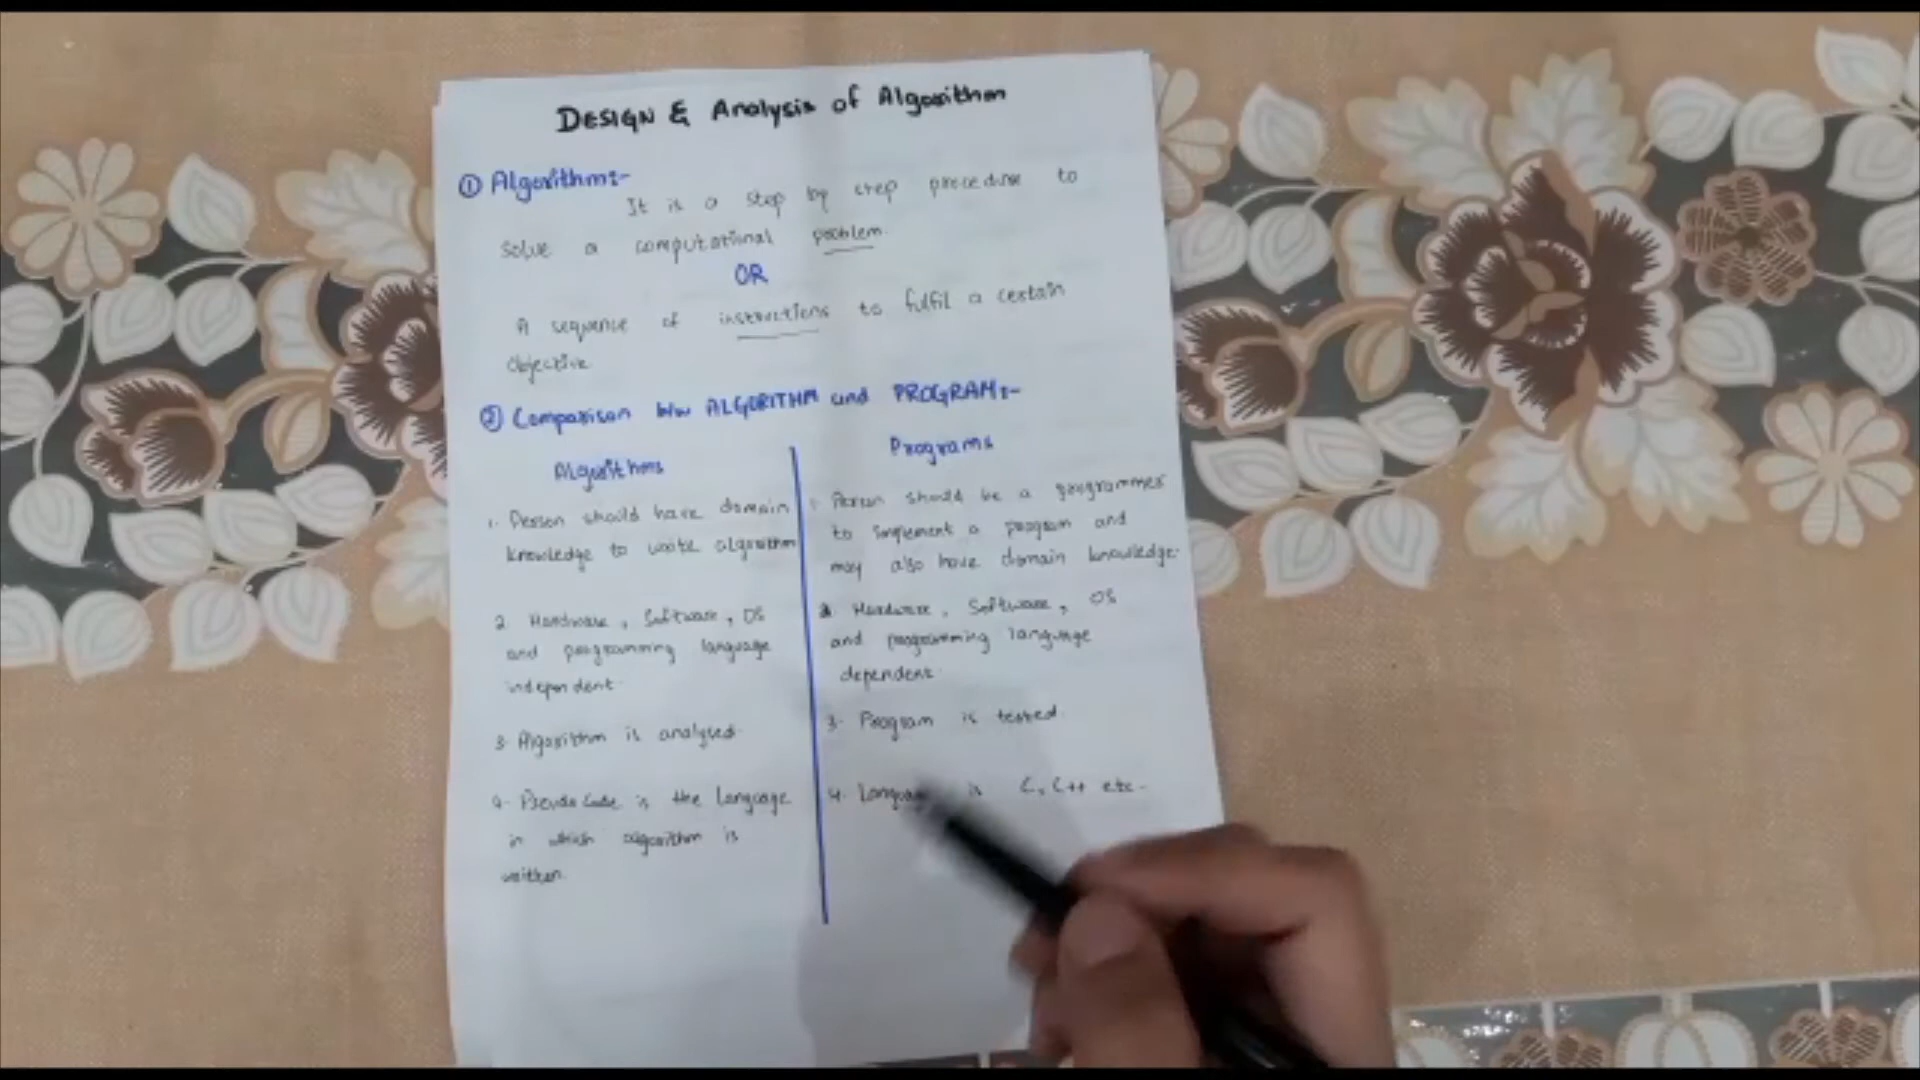 DESIGN & Analysis of Algorithm
① Algorithm:-
It is a step by step procedure to
solve a computational problem.
OR
A sequence of instructions to fulfil a certain
objective
② Comparison b/w ALGORITHM and PROGRAM:-
Algorithms
1. Person should have domain
knowledge to write algorithm
2 Hardware, Software, OS
and programming language
independent.
3. Algorithm is analysed.
4. Pseudo Code is the language
in which algorithm is
written.
Programs
1. Person should be a programmer
to implement a program and
may also have domain knowledge.
2 Hardware, Software, OS
and programming language
dependent.
3. Program is tested.
4. Language is C, C++ etc.